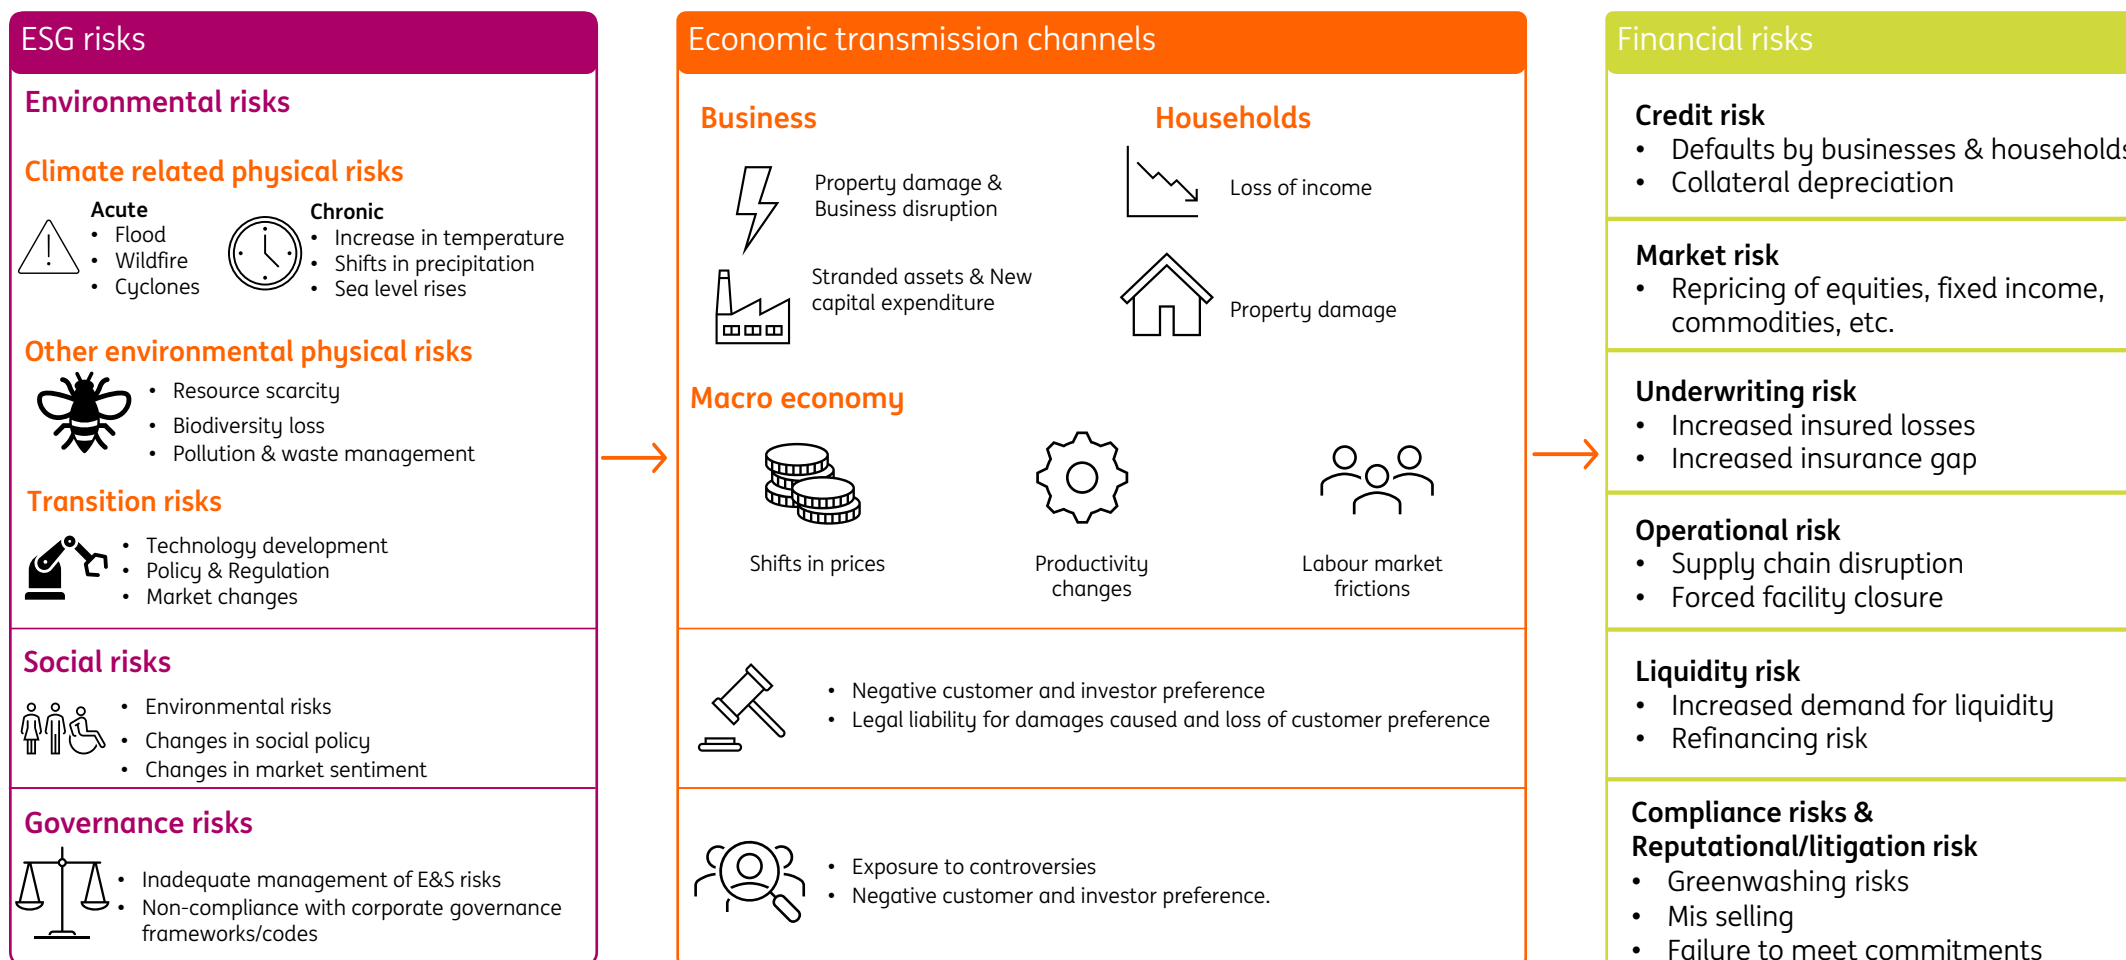 ESG risks
Environmental risks
Climate related physical risks
Acute
• Flood
• Wildfire
• Cyclones
Chronic
• Increase in temperature
• Shifts in precipitation
• Sea level rises
Other environmental physical risks
• Resource scarcity
• Biodiversity loss
• Pollution & waste management
Transition risks
• Technology development
• Policy & Regulation
• Market changes
Social risks
• Environmental risks
• Changes in social policy
• Changes in market sentiment
Governance risks
• Inadequate management of E&S risks
• Non-compliance with corporate governance
frameworks/codes
Economic transmission channels
Business
Property damage &
Business disruption
Stranded assets & New
capital expenditure
Households
Loss of income
Property damage
Macro economy
Shifts in prices
Productivity
changes
Labour market
frictions
• Negative customer and investor preference
• Legal liability for damages caused and loss of customer preference
• Exposure to controversies
• Negative customer and investor preference.
Financial risks
Credit risk
• Defaults by businesses & households
• Collateral depreciation
Market risk
• Repricing of equities, fixed income,
commodities, etc.
Underwriting risk
• Increased insured losses
• Increased insurance gap
Operational risk
• Supply chain disruption
• Forced facility closure
Liquidity risk
• Increased demand for liquidity
• Refinancing risk
Compliance risks &
Reputational/litigation risk
• Greenwashing risks
• Mis selling
• Failure to meet commitments